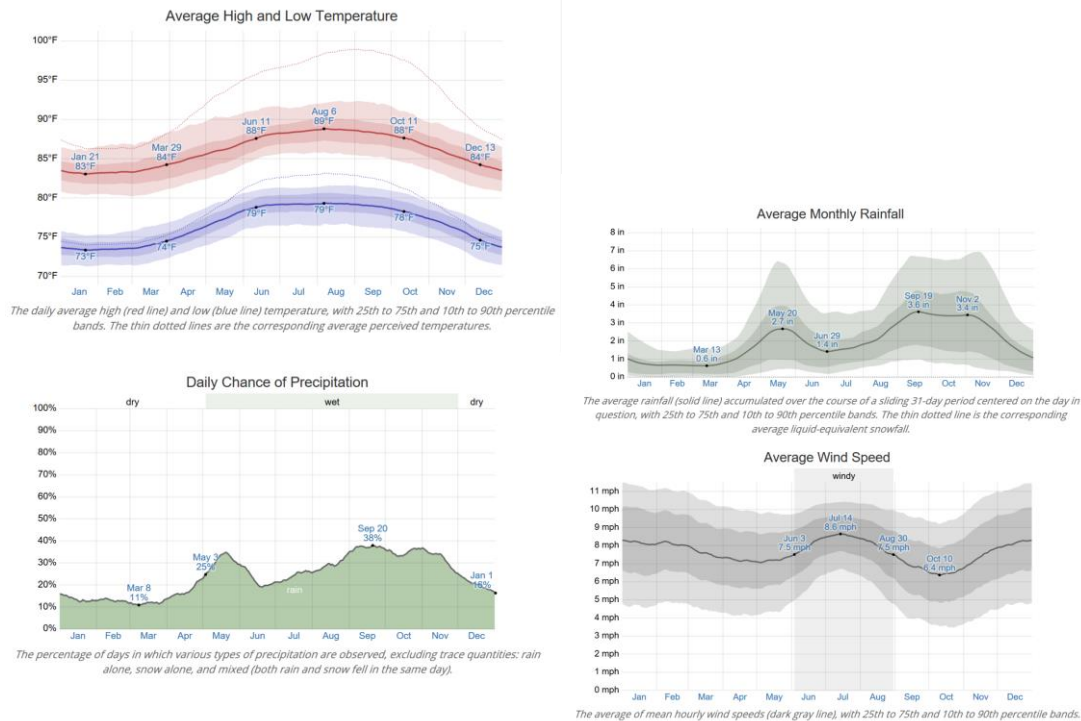 Average High and Low Temperature
100°F
95°F
90°F
85°F
80°F
75°F
70°F
Jan 21
83°F
Mar 29
84°F
Jun 11
88°F
Aug 6
89°F
Oct 11
88°F
Dec 13
84°F
73°F
74°F
79°F
79°F
78°F
75°F
Jan Feb Mar Apr May Jun Jul Aug Sep Oct Nov Dec
The daily average high (red line) and low (blue line) temperature, with 25th to 75th and 10th to 90th percentile
bands. The thin dotted lines are the corresponding average perceived temperatures.
Daily Chance of Precipitation
dry wet dry
100%
90%
80%
70%
60%
50%
40%
30%
20%
10%
0%
Mar 8
11%
May 3
25%
Sep 20
38%
Jan 1
16%
rain
Jan Feb Mar Apr May Jun Jul Aug Sep Oct Nov Dec
The percentage of days in which various types of precipitation are observed, excluding trace quantities: rain
alone, snow alone, and mixed (both rain and snow fell in the same day).
Average Monthly Rainfall
8 in
7 in
6 in
5 in
4 in
3 in
2 in
1 in
0 in
Mar 13
0.6 in
May 20
2.7 in
Jun 29
1.4 in
Sep 19
3.6 in
Nov 2
3.4 in
Jan Feb Mar Apr May Jun Jul Aug Sep Oct Nov Dec
The average rainfall (solid line) accumulated over the course of a sliding 31-day period centered on the day in
question, with 25th to 75th and 10th to 90th percentile bands. The thin dotted line is the corresponding
average liquid-equivalent snowfall.
Average Wind Speed
windy
11 mph
10 mph
9 mph
8 mph
7 mph
6 mph
5 mph
4 mph
3 mph
2 mph
1 mph
0 mph
Jun 3
7.5 mph
Jul 14
8.6 mph
Aug 30
7.5 mph
Oct 10
6.4 mph
Jan Feb Mar Apr May Jun Jul Aug Sep Oct Nov Dec
The average of mean hourly wind speeds (dark gray line), with 25th to 75th and 10th to 90th percentile bands.